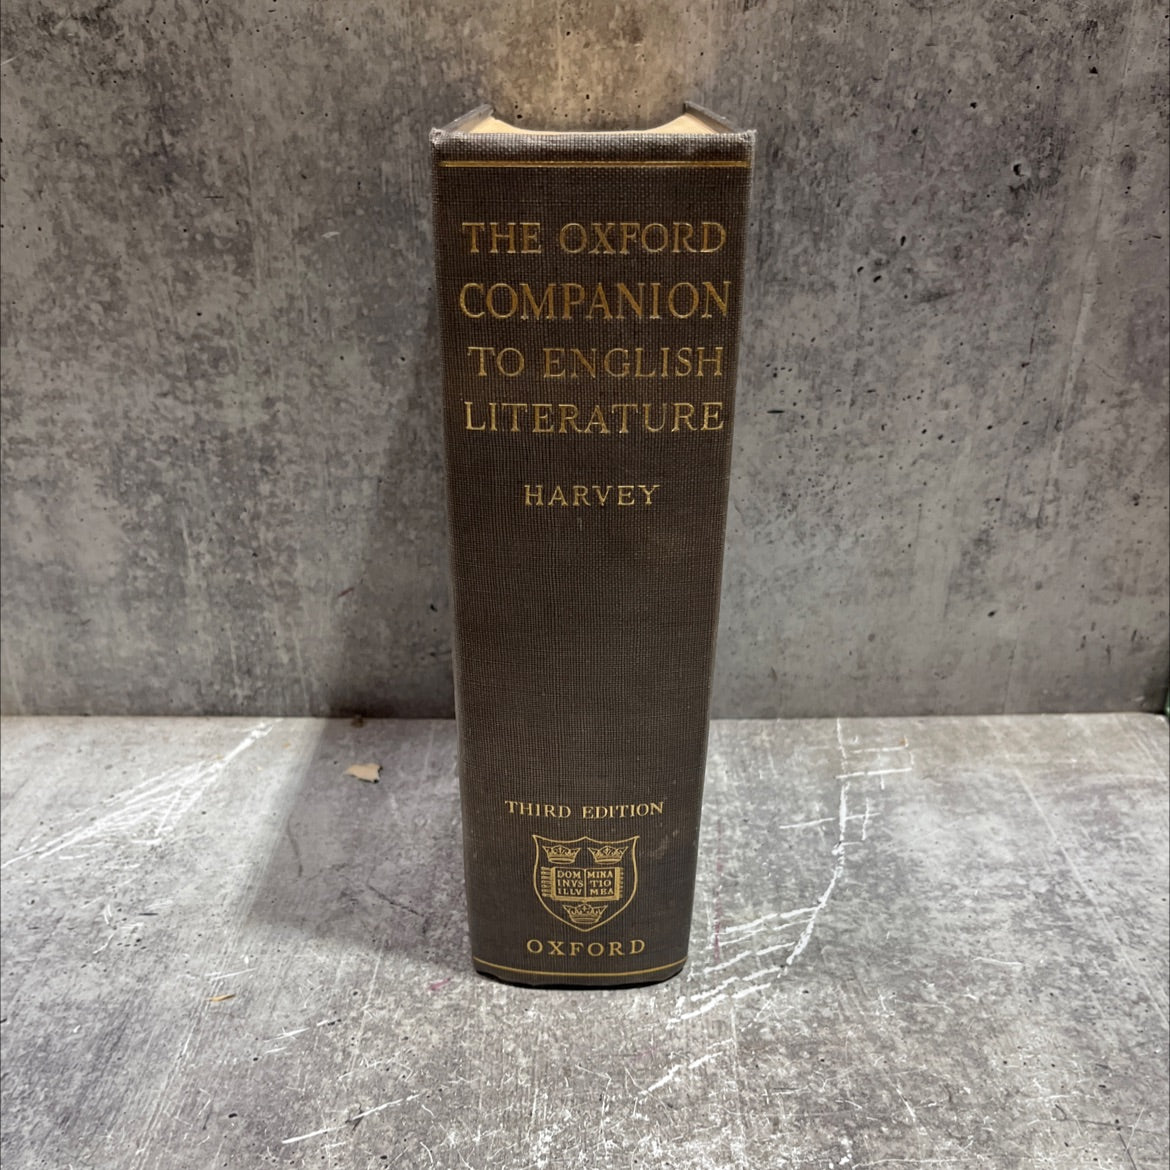 THE OXFORD
COMPANION
TO ENGLISH
LITERATURE
HARVEY
THIRD EDITION
DOM MINA
INVS TIO
ILLV MEA
OXFORD